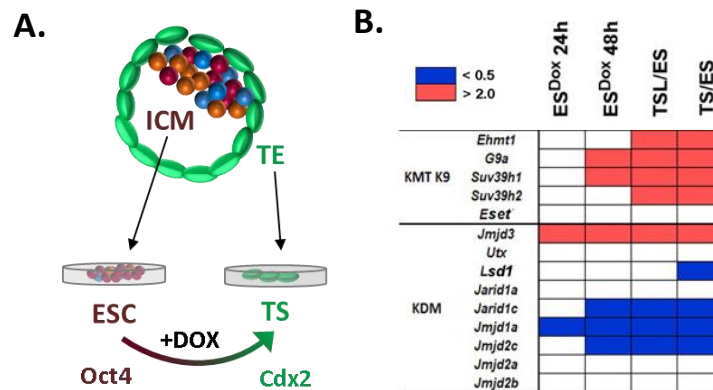 A.
ICM
TE
ESC
TS
+DOX
Oct4
Cdx2
B.
< 0.5
> 2.0
ES^Dox 24h
ES^Dox 48h
TSL/ES
TS/ES
KMT K9
Ehmt1
G9a
Suv39h1
Suv39h2
Eset
KDM
Jmjd3
Utx
Lsd1
Jarid1a
Jarid1c
Jmjd1a
Jmjd2c
Jmjd2a
Jmjd2b